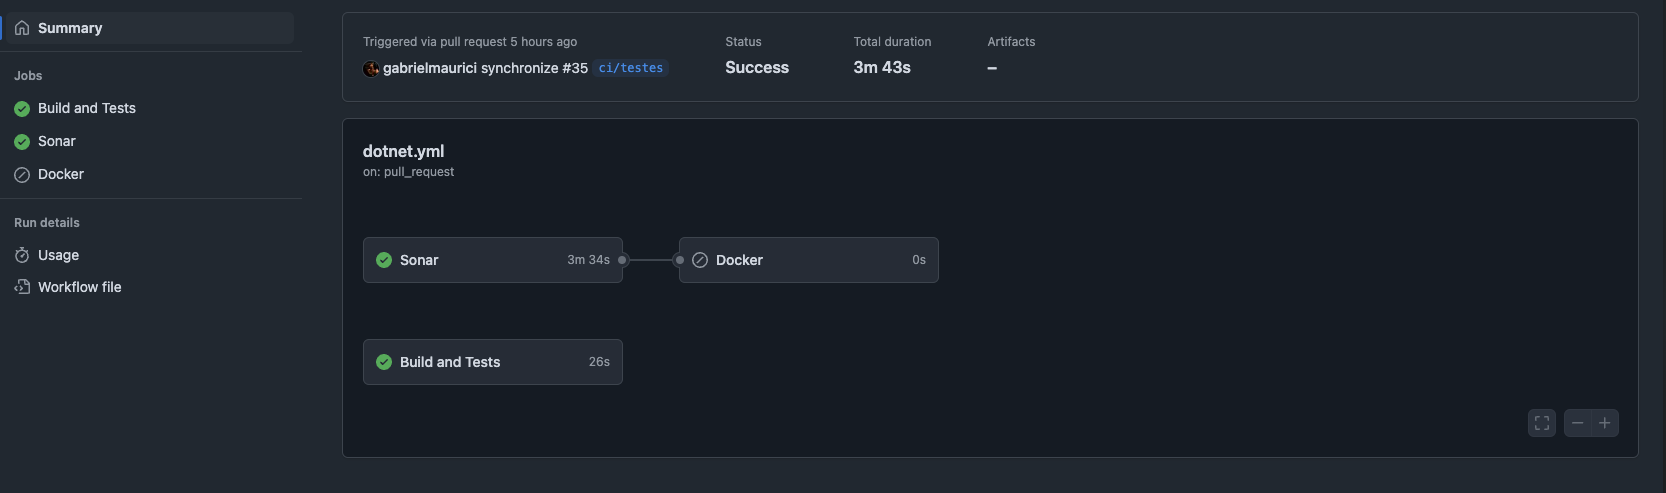 Summary
Jobs
Build and Tests
Sonar
Docker
Run details
Usage
Workflow file
Triggered via pull request 5 hours ago
gabrielmaurici synchronize #35 ci/testes
Status
Success
Total duration
3m 43s
Artifacts
–
dotnet.yml
on: pull_request
Sonar 3m 34s
Docker 0s
Build and Tests 26s